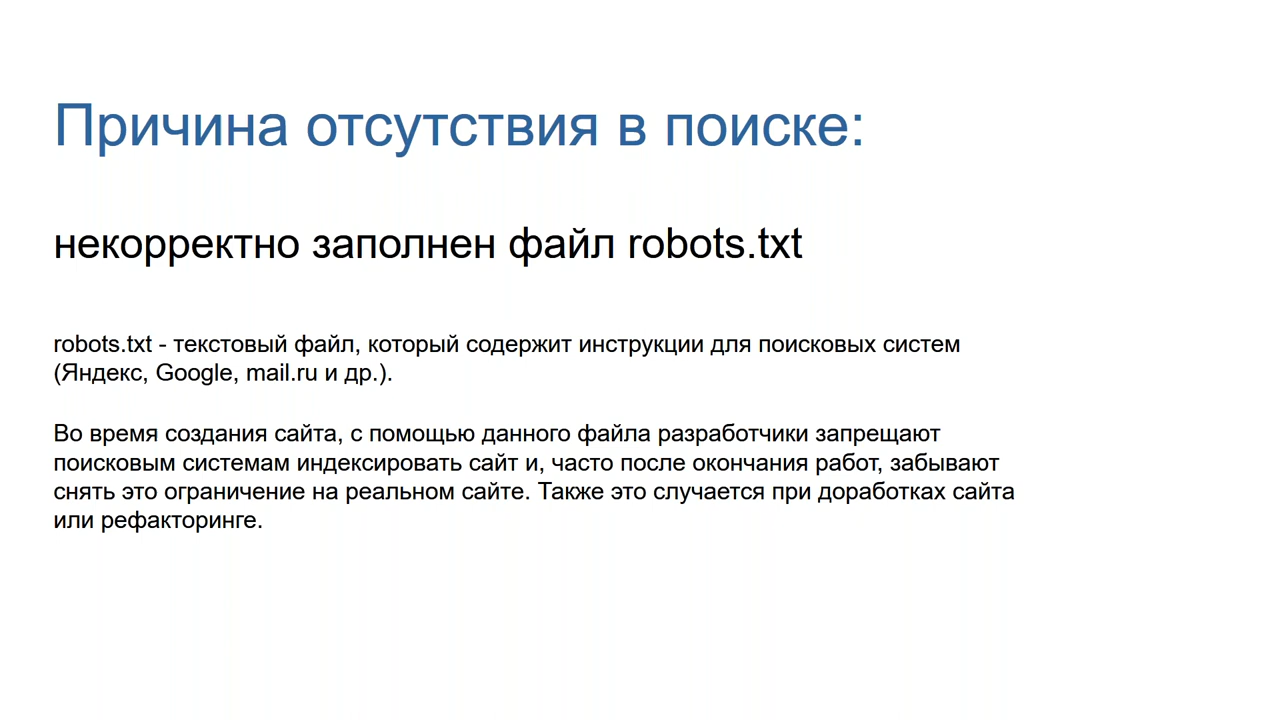 Причина отсутствия в поиске:
некорректно заполнен файл robots.txt
robots.txt - текстовый файл, который содержит инструкции для поисковых систем
(Яндекс, Google, mail.ru и др.).
Во время создания сайта, с помощью данного файла разработчики запрещают
поисковым системам индексировать сайт и, часто после окончания работ, забывают
снять это ограничение на реальном сайте. Также это случается при доработках сайта
или рефакторинге.